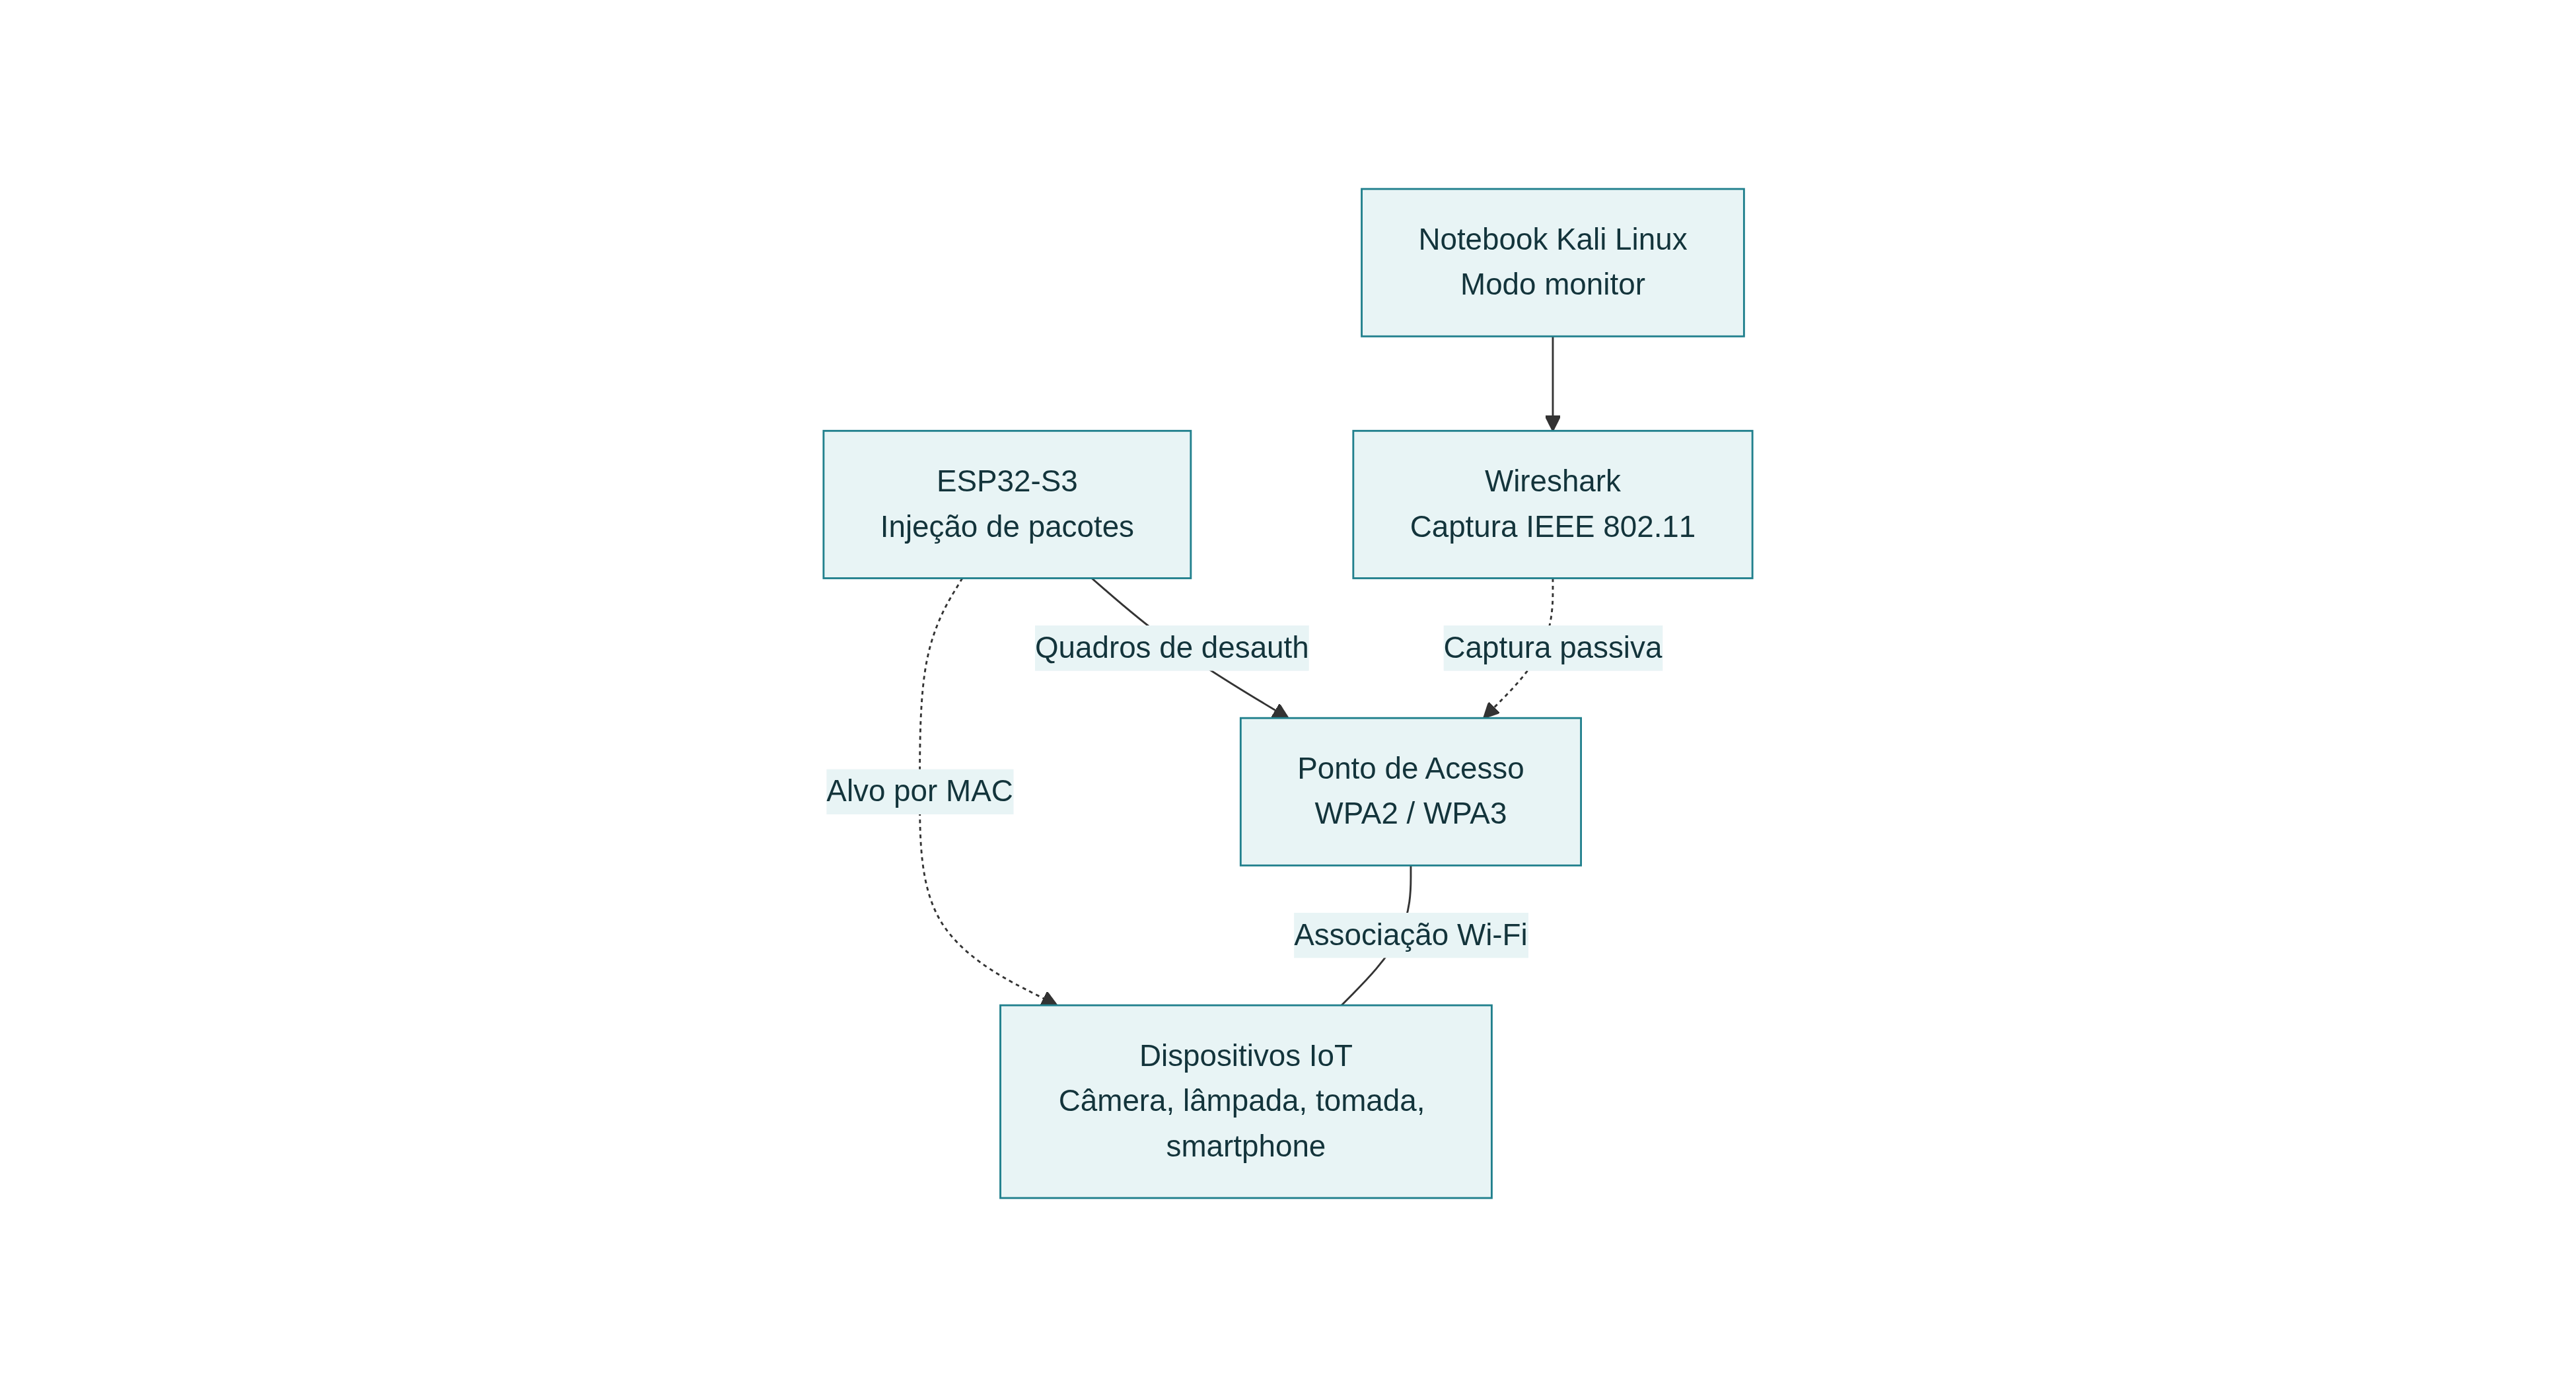 Notebook Kali Linux
Modo monitor
ESP32-S3
Injeção de pacotes
Wireshark
Captura IEEE 802.11
Quadros de desauth
Captura passiva
Alvo por MAC
Ponto de Acesso
WPA2 / WPA3
Associação Wi-Fi
Dispositivos IoT
Câmera, lâmpada, tomada,
smartphone